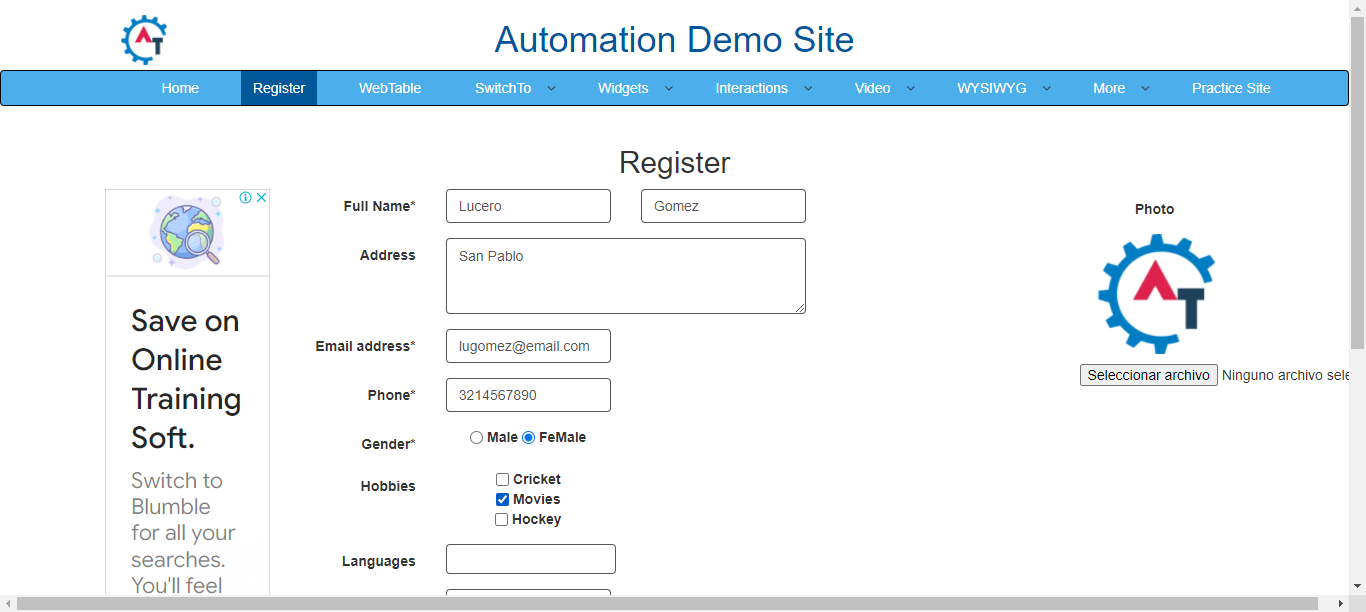 AT
Automation Demo Site
Home Register WebTable SwitchTo Widgets Interactions Video WYSIWYG More Practice Site
Register
Full Name* Lucero Gomez
Photo
Address San Pablo
AT
Email address* lugomez@email.com
Seleccionar archivo Ninguno archivo sele
Phone* 3214567890
Gender* Male FeMale
Hobbies Cricket
Movies
Hockey
Languages
Save on
Online
Training
Soft.
Switch to
Blumble
for all your
searches.
You'll feel